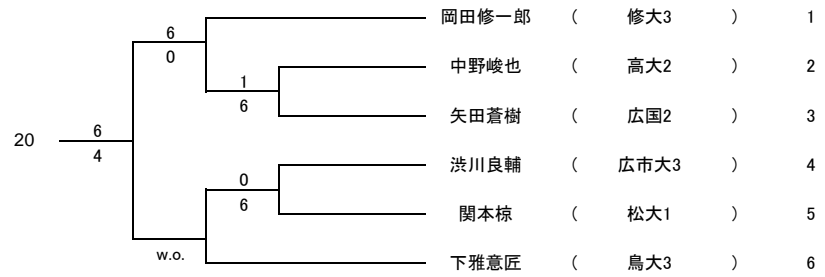 岡田修一郎 ( 修大3 ) 1
6
0
中野峻也 ( 高大2 ) 2
1
6
矢田蒼樹 ( 広国2 ) 3
20
6
4
渋川良輔 ( 広市大3 ) 4
0
6
関本椋 ( 松大1 ) 5
w.o.
下雅意匠 ( 鳥大3 ) 6